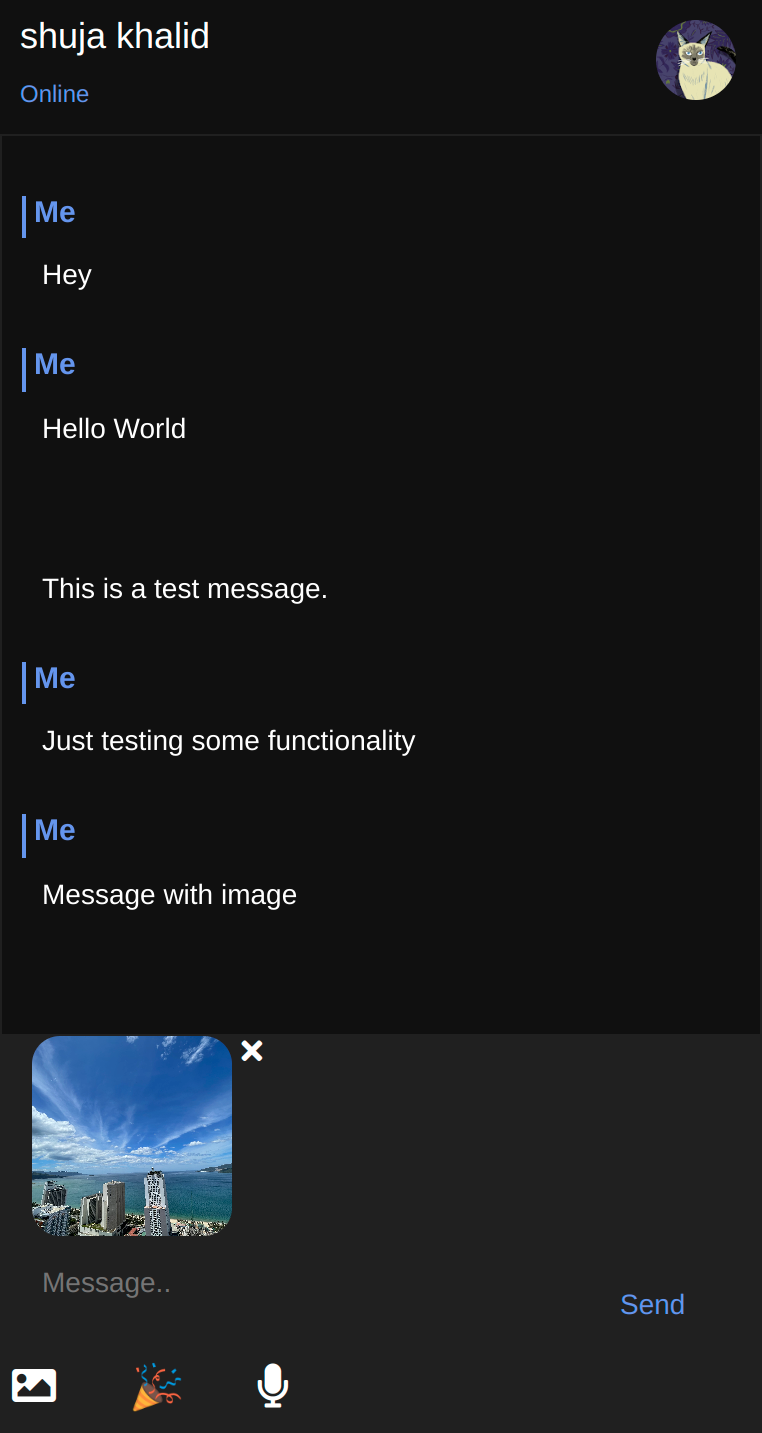 shuja khalid
Online
Me
Hey
Me
Hello World
This is a test message.
Me
Just testing some functionality
Me
Message with image
Message..
Send